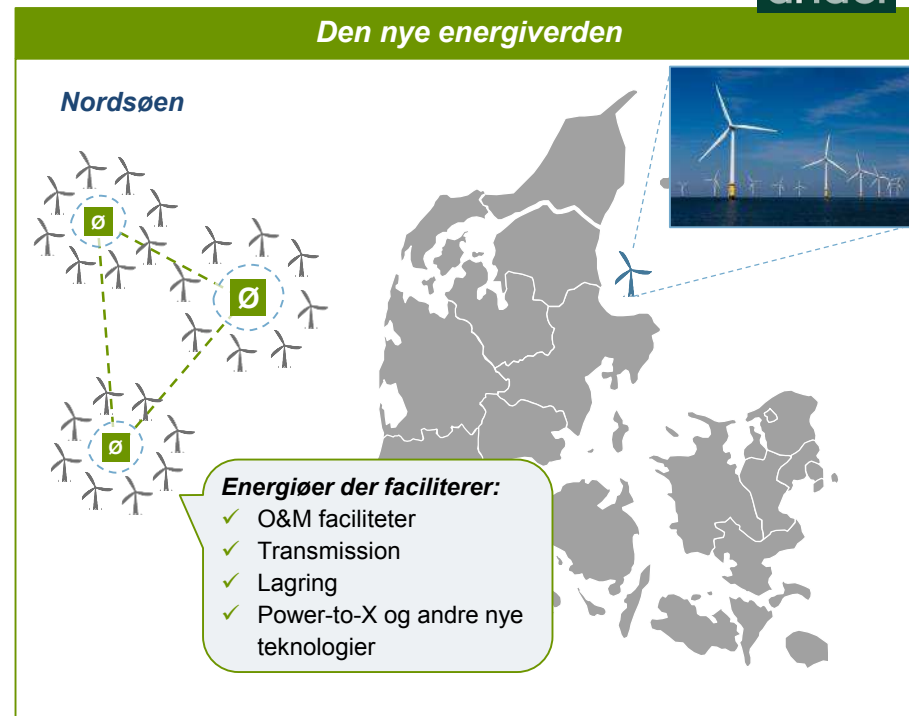 Den nye energiverden
Nordsøen
Ø
Ø
Ø
Energiøer der faciliterer:
✓ O&M faciliteter
✓ Transmission
✓ Lagring
✓ Power-to-X og andre nye
teknologier